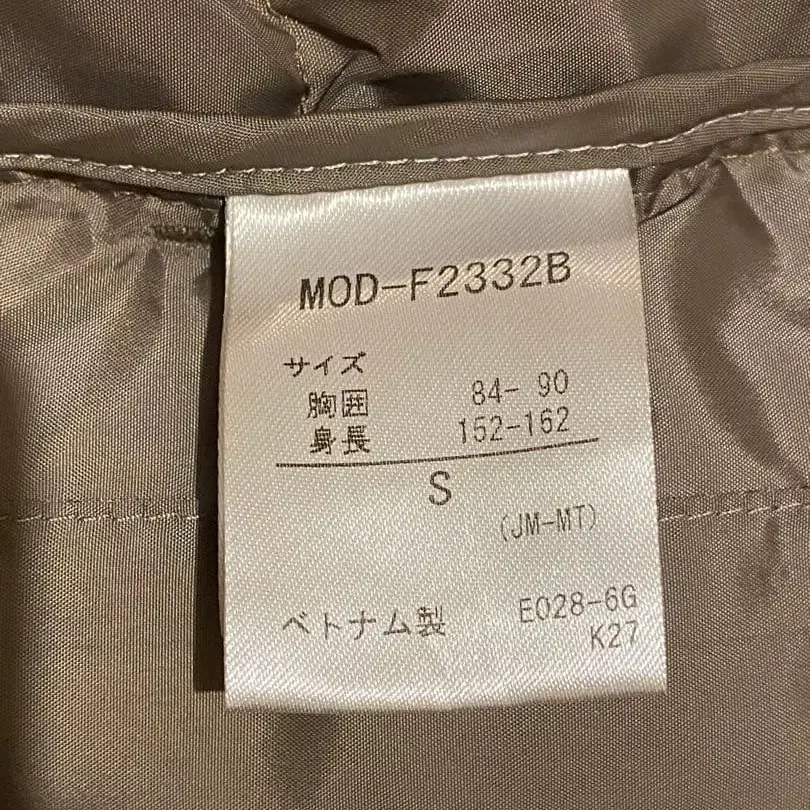 MOD-F2332B
サイズ
胸囲 84- 90
身長 152-162
S
(JM-MT)
ベトナム製 E028-6G
K27